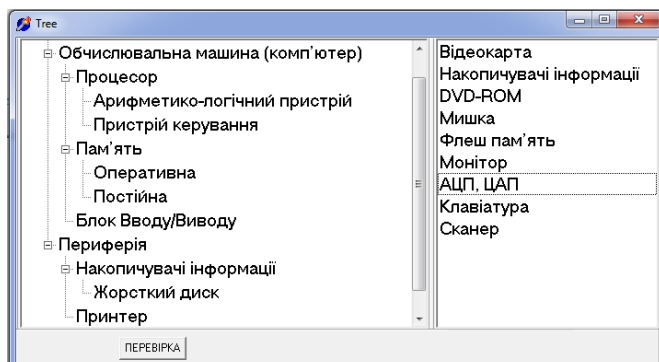 Tree
Обчислювальна машина (комп'ютер)
Процесор
Арифметико-логічний пристрій
Пристрій керування
Пам'ять
Оперативна
Постійна
Блок Вводу/Виводу
Периферія
Накопичувачі інформації
Жорсткий диск
Принтер
Відеокарта
Накопичувачі інформації
DVD-ROM
Мишка
Флеш пам'ять
Монітор
АЦП, ЦАП
Клавіатура
Сканер
ПЕРЕВІРКА